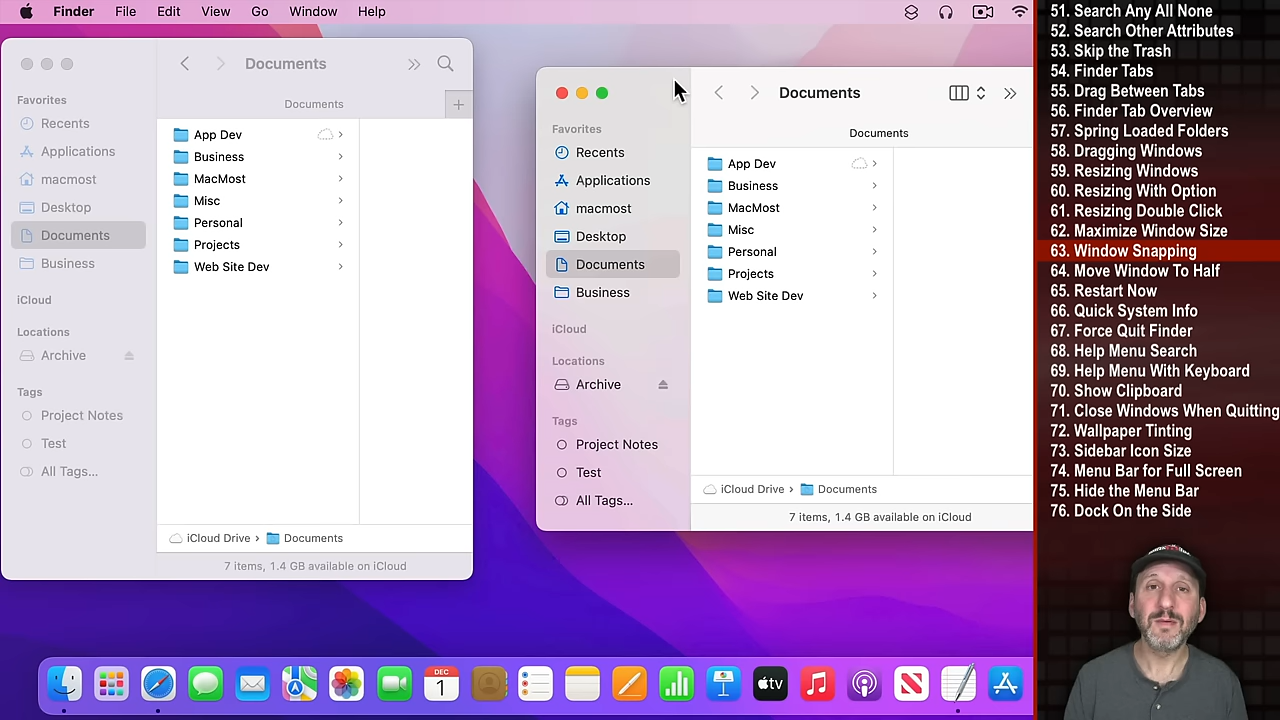 Finder File Edit View Go Window Help
Documents
Documents
Favorites
Recents
Applications
macmost
Desktop
Documents
Business
iCloud
Locations
Archive
Tags
Project Notes
Test
All Tags...
App Dev
Business
MacMost
Misc
Personal
Projects
Web Site Dev
iCloud Drive › Documents
7 items, 1.4 GB available on iCloud
Documents
Documents
Favorites
Recents
Applications
macmost
Desktop
Documents
Business
iCloud
Locations
Archive
Tags
Project Notes
Test
All Tags...
App Dev
Business
MacMost
Misc
Personal
Projects
Web Site Dev
iCloud Drive › Documents
7 items, 1.4 GB available on iCloud
DEC
1
tv
51. Search Any All None
52. Search Other Attributes
53. Skip the Trash
54. Finder Tabs
55. Drag Between Tabs
56. Finder Tab Overview
57. Spring Loaded Folders
58. Dragging Windows
59. Resizing Windows
60. Resizing With Option
61. Resizing Double Click
62. Maximize Window Size
63. Window Snapping
64. Move Window To Half
65. Restart Now
66. Quick System Info
67. Force Quit Finder
68. Help Menu Search
69. Help Menu With Keyboard
70. Show Clipboard
71. Close Windows When Quitting
72. Wallpaper Tinting
73. Sidebar Icon Size
74. Menu Bar for Full Screen
75. Hide the Menu Bar
76. Dock On the Side